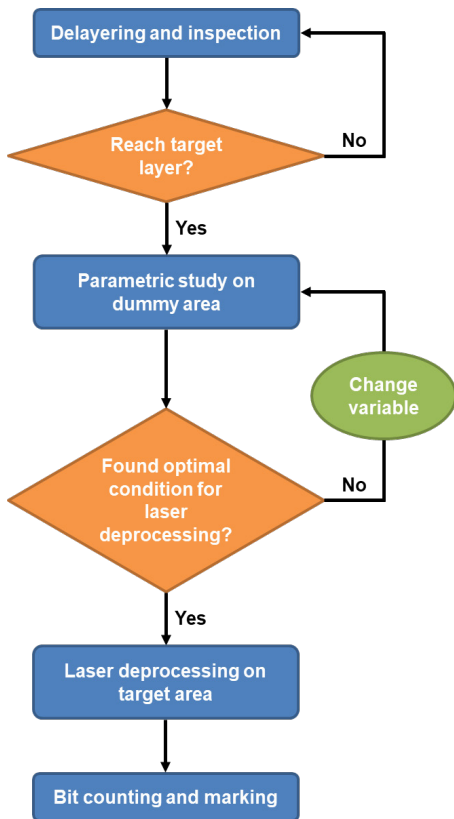 Delayering and inspection
Reach target
layer?
No
Yes
Parametric study on
dummy area
Change
variable
Found optimal
condition for
laser
deprocessing?
No
Yes
Laser deprocessing on
target area
Bit counting and marking